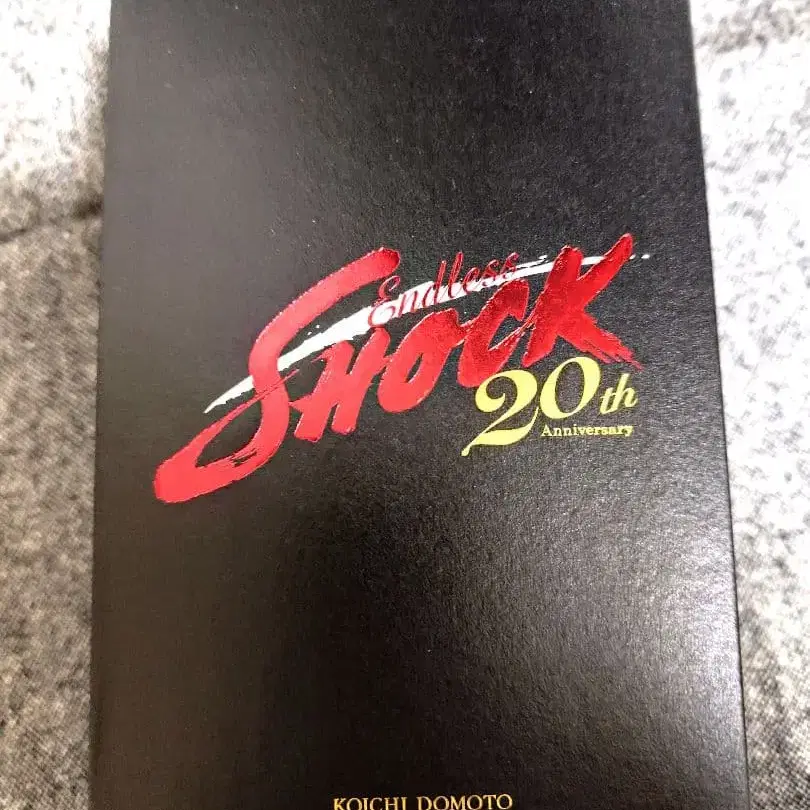 Endless
SHOCK
20th
Anniversary
KOICHI DOMOTO